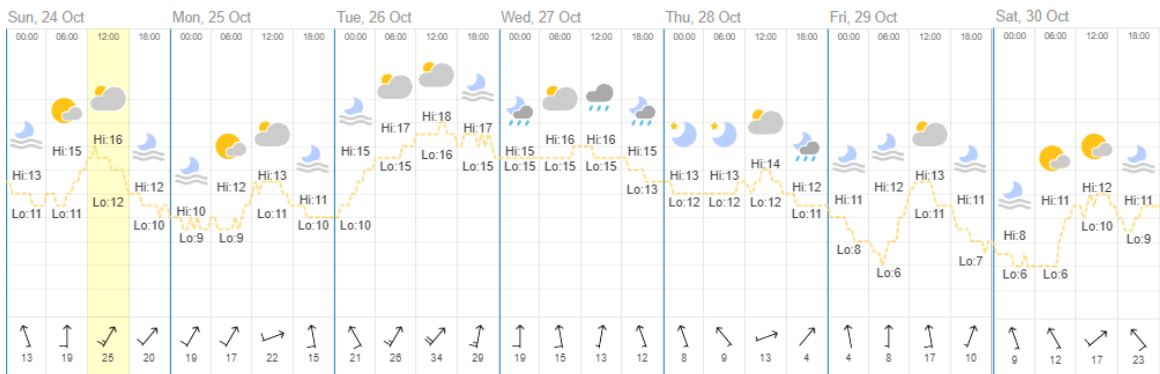 Sun, 24 Oct Mon, 25 Oct Tue, 26 Oct Wed, 27 Oct Thu, 28 Oct Fri, 29 Oct Sat, 30 Oct
00:00 06:00 12:00 18:00 00:00 06:00 12:00 18:00 00:00 06:00 12:00 18:00 00:00 06:00 12:00 18:00 00:00 06:00 12:00 18:00 00:00 06:00 12:00 18:00 00:00 06:00 12:00 18:00
Hi:13 Hi:15 Hi:16 Hi:12 Hi:10 Hi:12 Hi:13 Hi:11 Hi:15 Hi:17 Hi:18 Hi:17 Hi:15 Hi:16 Hi:16 Hi:15 Hi:13 Hi:13 Hi:14 Hi:12 Hi:11 Hi:12 Hi:13 Hi:11 Hi:8 Hi:11 Hi:12 Hi:11
Lo:11 Lo:11 Lo:12 Lo:10 Lo:9 Lo:9 Lo:11 Lo:10 Lo:10 Lo:15 Lo:16 Lo:15 Lo:15 Lo:15 Lo:15 Lo:13 Lo:12 Lo:12 Lo:12 Lo:11 Lo:8 Lo:6 Lo:11 Lo:7 Lo:6 Lo:6 Lo:10 Lo:9
13 19 25 20 19 17 22 15 21 26 34 29 19 15 13 12 8 9 13 4 4 8 17 10 9 12 17 23